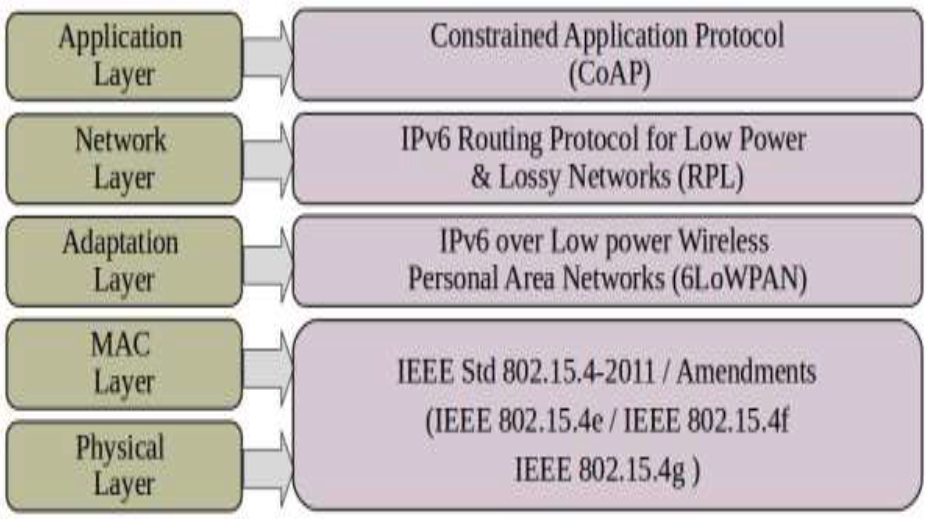 Application
Layer
Constrained Application Protocol
(CoAP)
Network
Layer
IPv6 Routing Protocol for Low Power
& Lossy Networks (RPL)
Adaptation
Layer
IPv6 over Low power Wireless
Personal Area Networks (6LoWPAN)
MAC
Layer
Physical
Layer
IEEE Std 802.15.4-2011 / Amendments
(IEEE 802.15.4e / IEEE 802.15.4f
IEEE 802.15.4g )